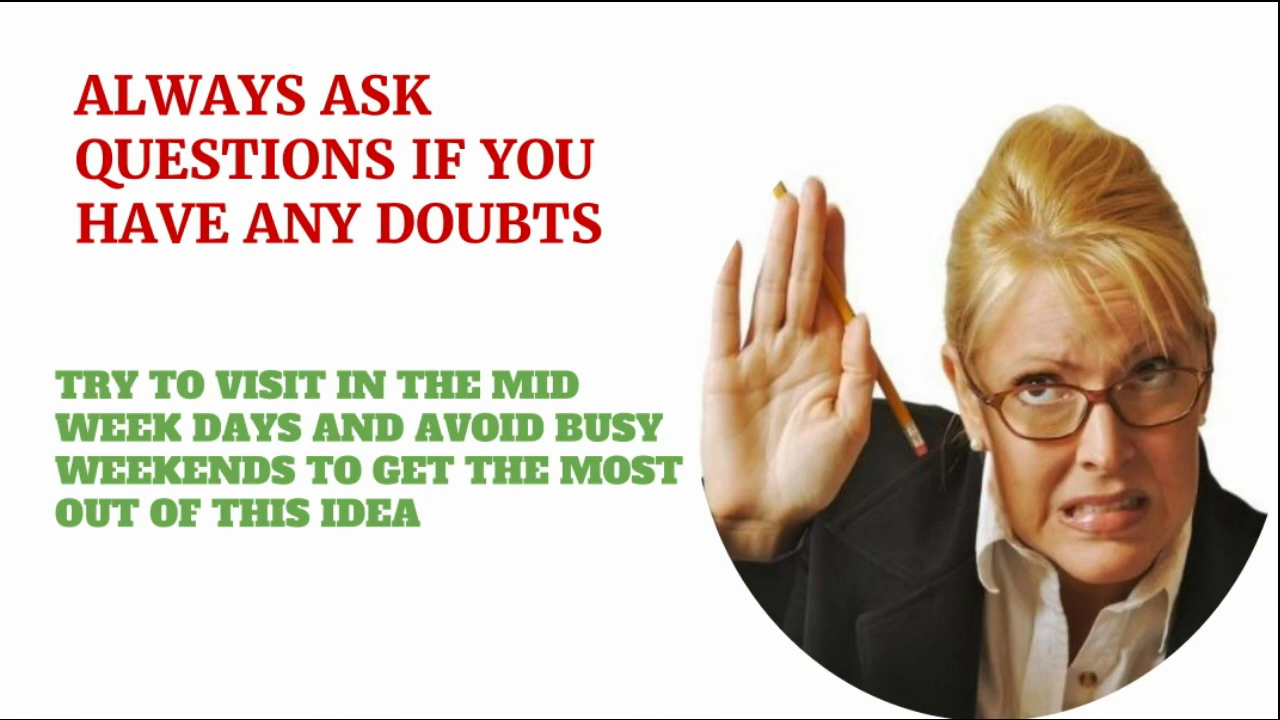 ALWAYS ASK
QUESTIONS IF YOU
HAVE ANY DOUBTS
TRY TO VISIT IN THE MID
WEEK DAYS AND AVOID BUSY
WEEKENDS TO GET THE MOST
OUT OF THIS IDEA